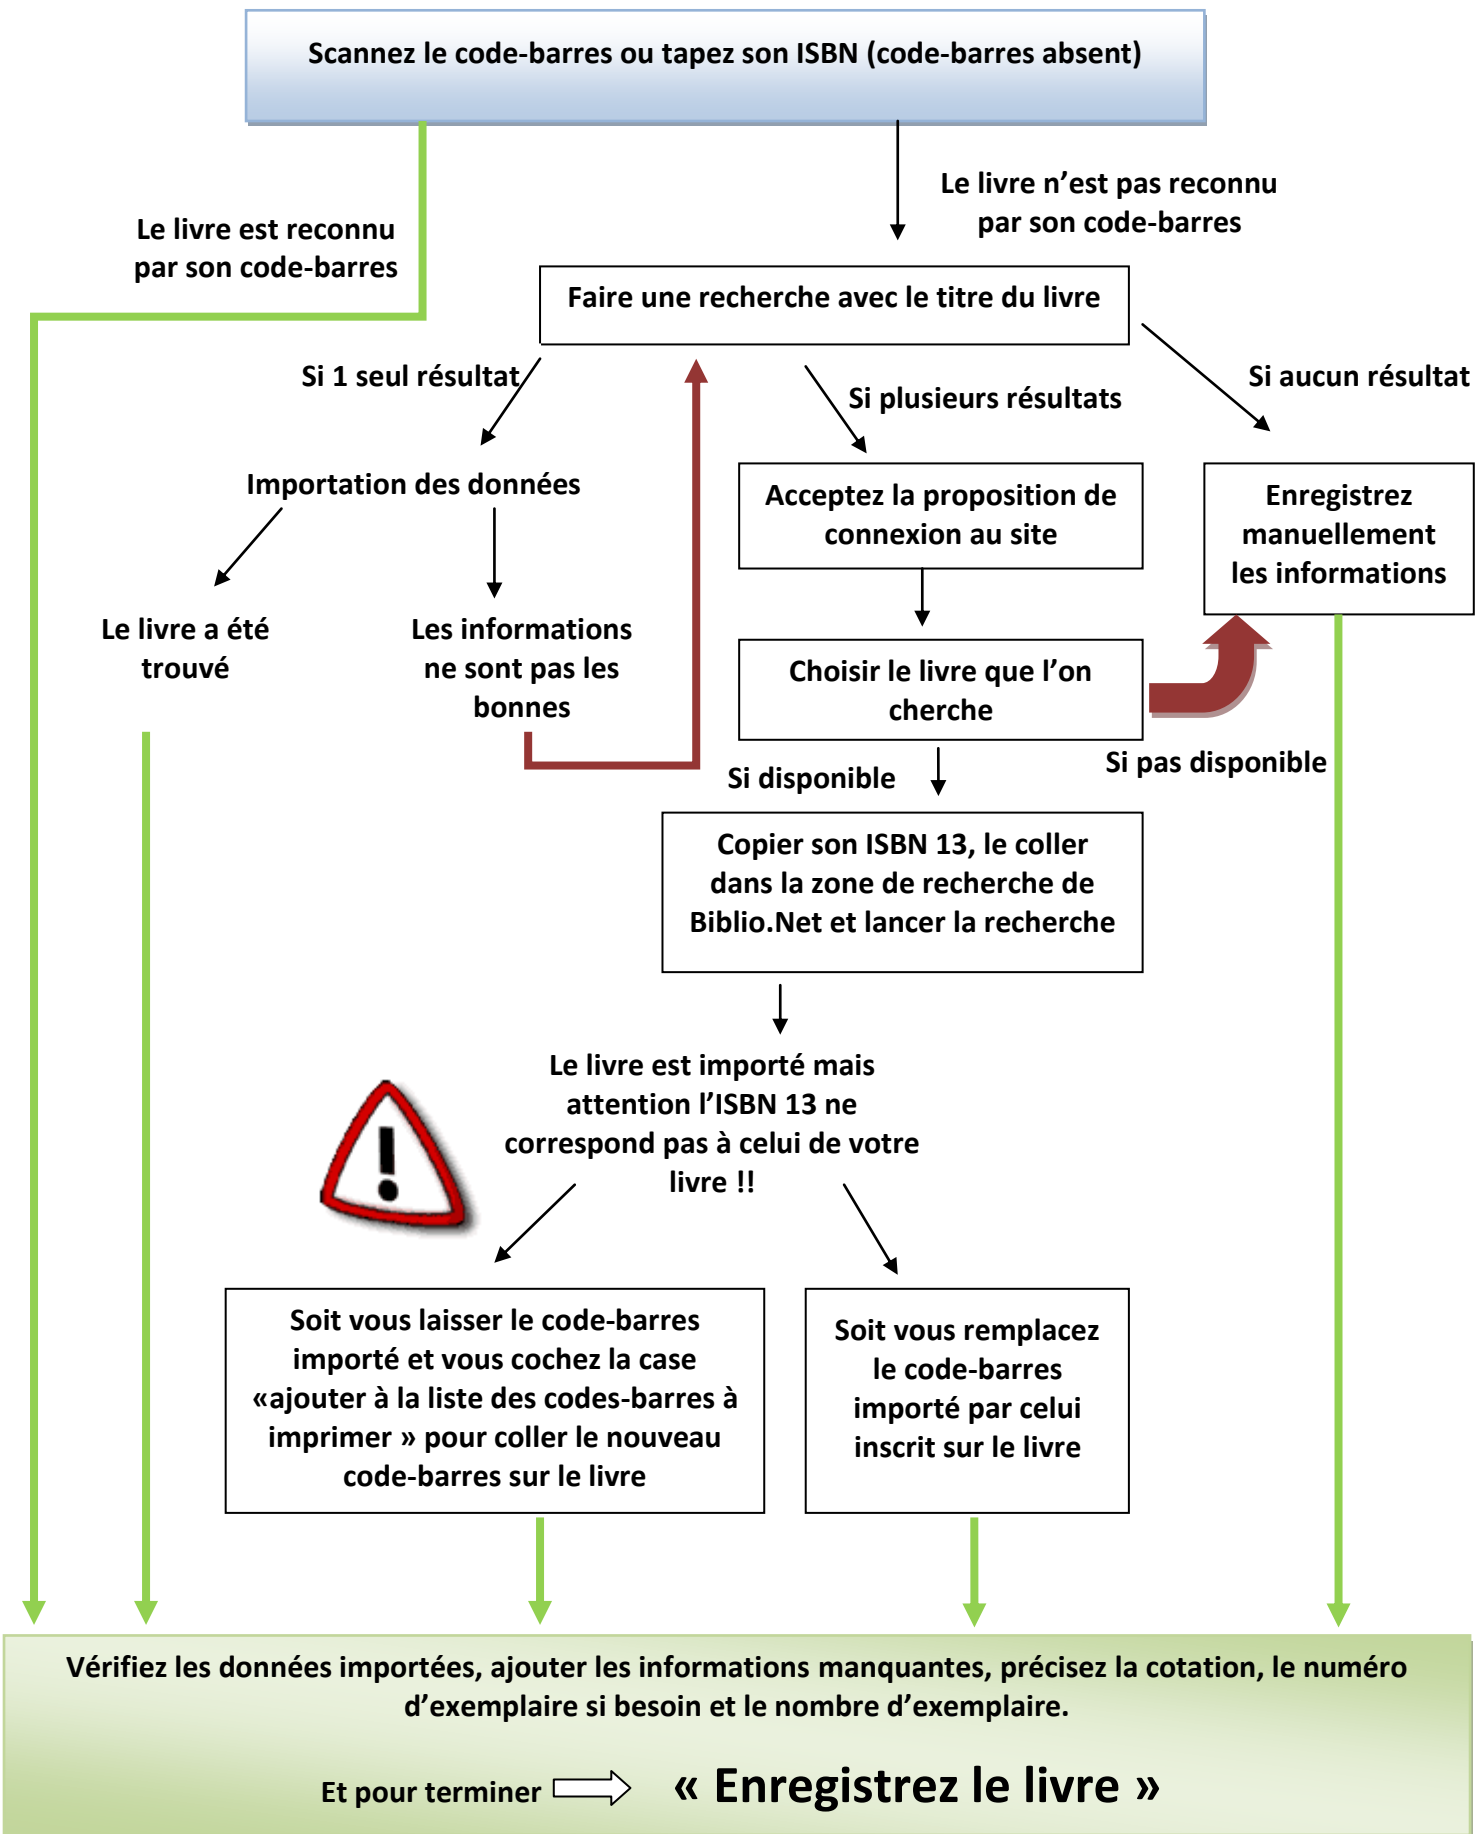 Scannez le code-barres ou tapez son ISBN (code-barres absent)
Le livre n’est pas reconnu
par son code-barres
Le livre est reconnu
par son code-barres
Faire une recherche avec le titre du livre
Si 1 seul résultat
Si plusieurs résultats
Si aucun résultat
Importation des données
Acceptez la proposition de
connexion au site
Enregistrez
manuellement
les informations
Le livre a été
trouvé
Les informations
ne sont pas les
bonnes
Choisir le livre que l’on
cherche
Si disponible
Si pas disponible
Copier son ISBN 13, le coller
dans la zone de recherche de
Biblio.Net et lancer la recherche
Le livre est importé mais
attention l’ISBN 13 ne
correspond pas à celui de votre
livre !!
Soit vous laisser le code-barres
importé et vous cochez la case
«ajouter à la liste des codes-barres à
imprimer » pour coller le nouveau
code-barres sur le livre
Soit vous remplacez
le code-barres
importé par celui
inscrit sur le livre
Vérifiez les données importées, ajouter les informations manquantes, précisez la cotation, le numéro
d’exemplaire si besoin et le nombre d’exemplaire.
Et pour terminer « Enregistrez le livre »